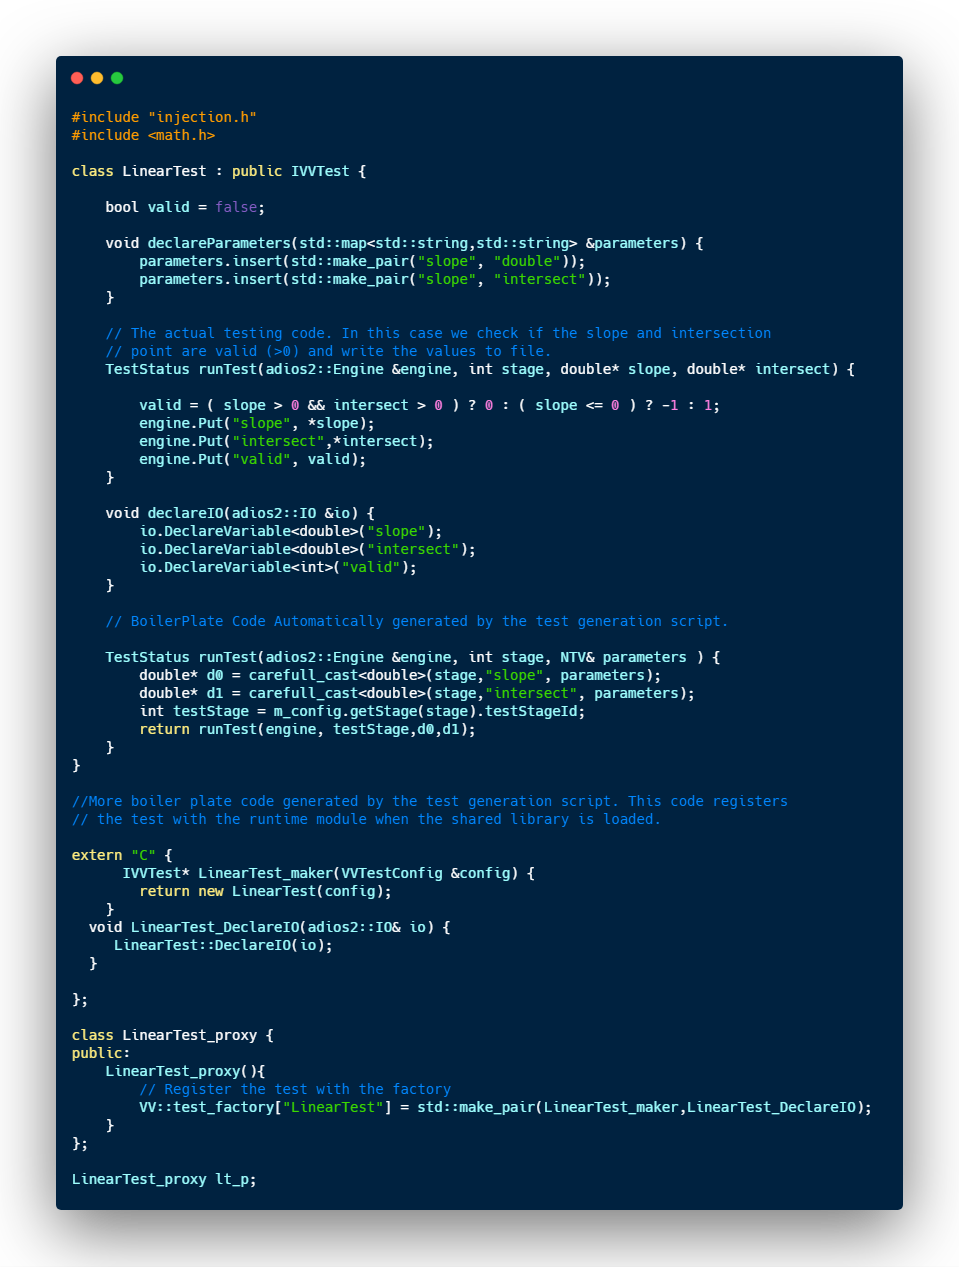 #include "injection.h"
#include <math.h>

class LinearTest : public IVVTest {

    bool valid = false;

    void declareParameters(std::map<std::string,std::string> &parameters) {
        parameters.insert(std::make_pair("slope", "double"));
        parameters.insert(std::make_pair("slope", "intersect"));
    }

    // The actual testing code. In this case we check if the slope and intersection
    // point are valid (>0) and write the values to file.
    TestStatus runTest(adios2::Engine &engine, int stage, double* slope, double* intersect) {

        valid = ( slope > 0 && intersect > 0 ) ? 0 : ( slope <= 0 ) ? -1 : 1;
        engine.Put("slope", *slope);
        engine.Put("intersect",*intersect);
        engine.Put("valid", valid);
    }

    void declareIO(adios2::IO &io) {
        io.DeclareVariable<double>("slope");
        io.DeclareVariable<double>("intersect");
        io.DeclareVariable<int>("valid");
    }

    // BoilerPlate Code Automatically generated by the test generation script.

    TestStatus runTest(adios2::Engine &engine, int stage, NTV& parameters ) {
        double* d0 = carefull_cast<double>(stage,"slope", parameters);
        double* d1 = carefull_cast<double>(stage,"intersect", parameters);
        int testStage = m_config.getStage(stage).testStageId;
        return runTest(engine, testStage,d0,d1);
    }
}

//More boiler plate code generated by the test generation script. This code registers
// the test with the runtime module when the shared library is loaded.

extern "C" {
      IVVTest* LinearTest_maker(VVTestConfig &config) {
        return new LinearTest(config);
    }
  void LinearTest_DeclareIO(adios2::IO& io) {
     LinearTest::DeclareIO(io);
  }

};

class LinearTest_proxy {
public:
    LinearTest_proxy(){
        // Register the test with the factory
        VV::test_factory["LinearTest"] = std::make_pair(LinearTest_maker,LinearTest_DeclareIO);
    }
};

LinearTest_proxy lt_p;